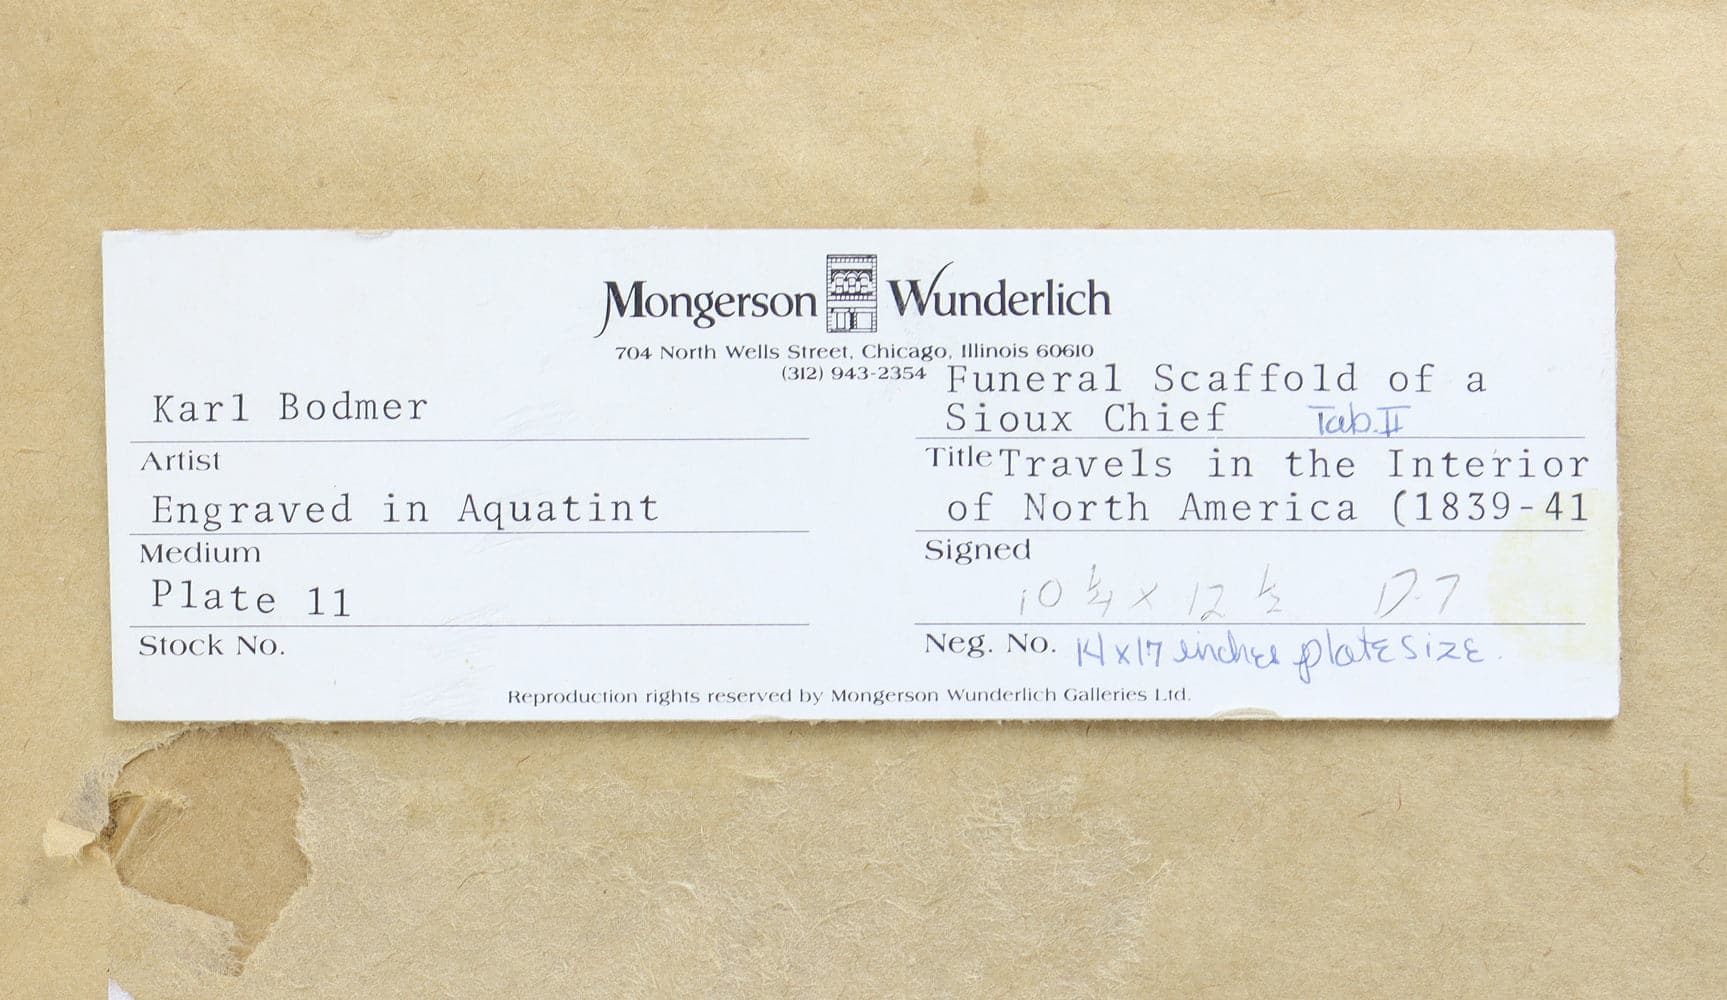 Mongerson Wunderlich
704 North Wells Street, Chicago, Illinois 60610
(312) 943-2354
Karl Bodmer
Artist
Engraved in Aquatint
Medium
Plate 11
Stock No.
Funeral Scaffold of a
Sioux Chief Tab. II
Title Travels in the Interior
of North America (1839-41
Signed
10 1/4 x 12 1/2 D.7
Neg. No. 14 x 17 inches plate size.
Reproduction rights reserved by Mongerson Wunderlich Galleries Ltd.